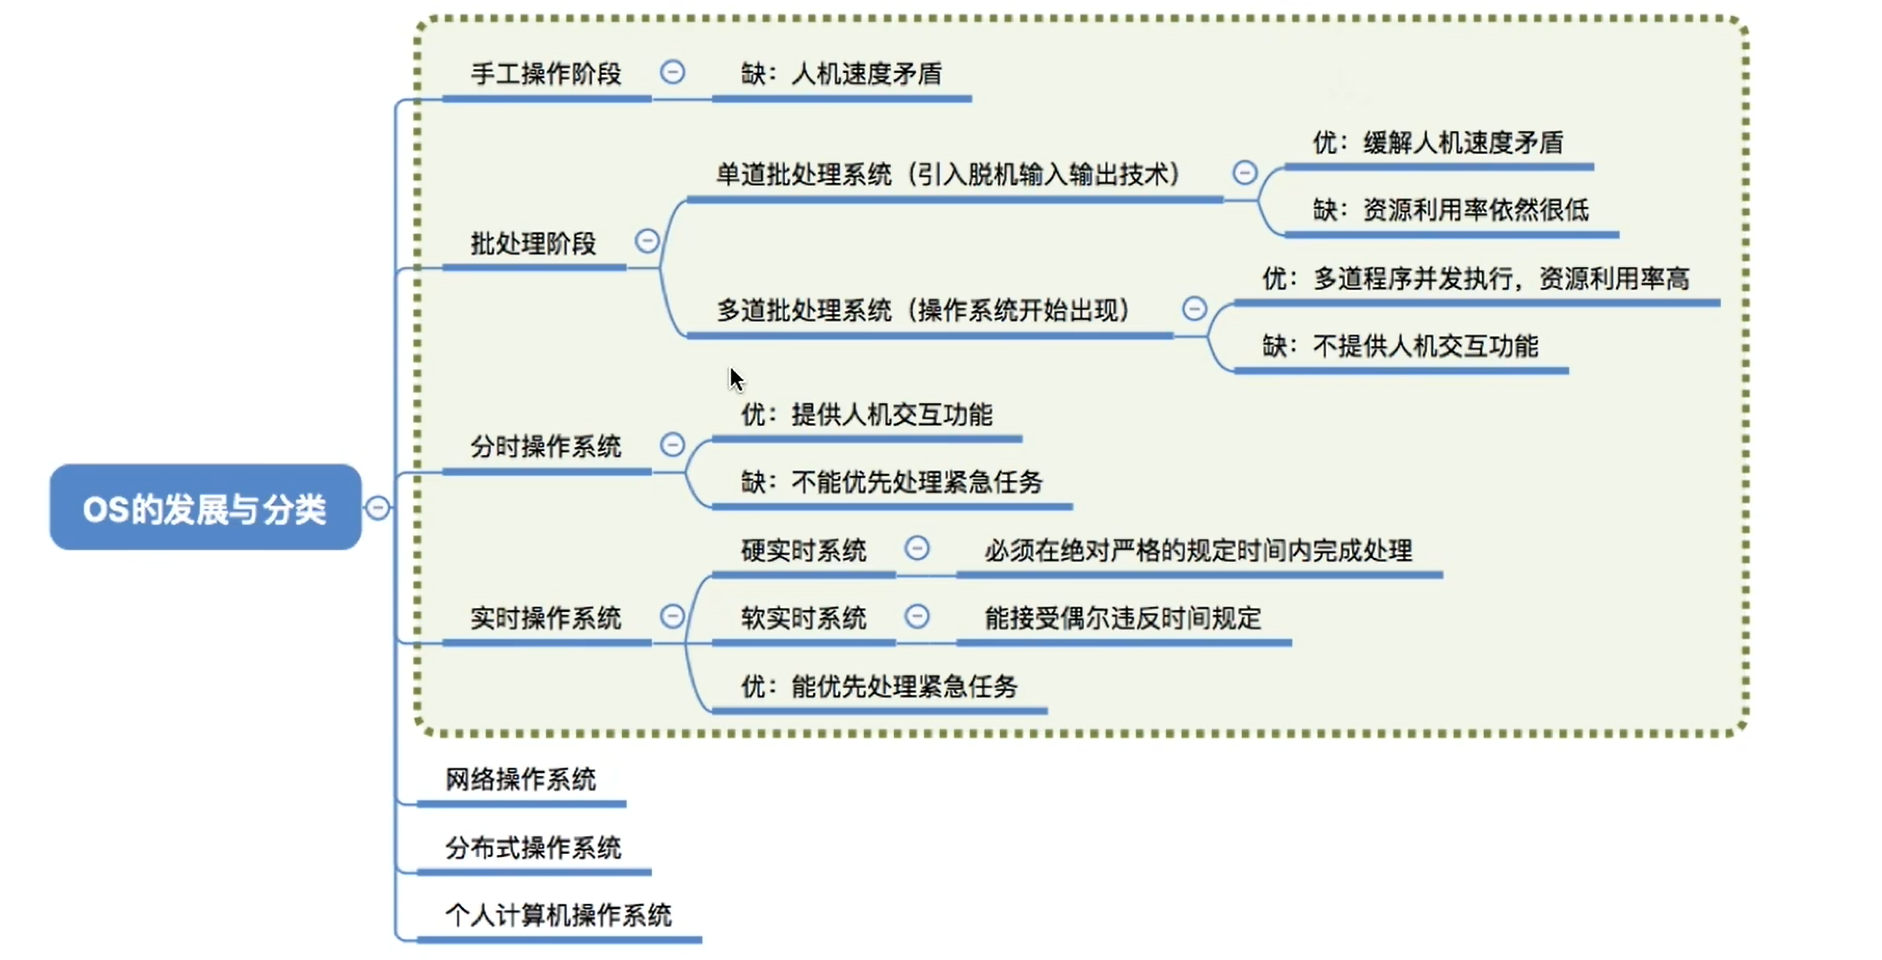 手工操作阶段
缺：人机速度矛盾
批处理阶段
单道批处理系统（引入脱机输入输出技术）
优：缓解人机速度矛盾
缺：资源利用率依然很低
多道批处理系统（操作系统开始出现）
优：多道程序并发执行，资源利用率高
缺：不提供人机交互功能
OS的发展与分类
分时操作系统
优：提供人机交互功能
缺：不能优先处理紧急任务
实时操作系统
硬实时系统
必须在绝对严格的规定时间内完成处理
软实时系统
能接受偶尔违反时间规定
优：能优先处理紧急任务
网络操作系统
分布式操作系统
个人计算机操作系统